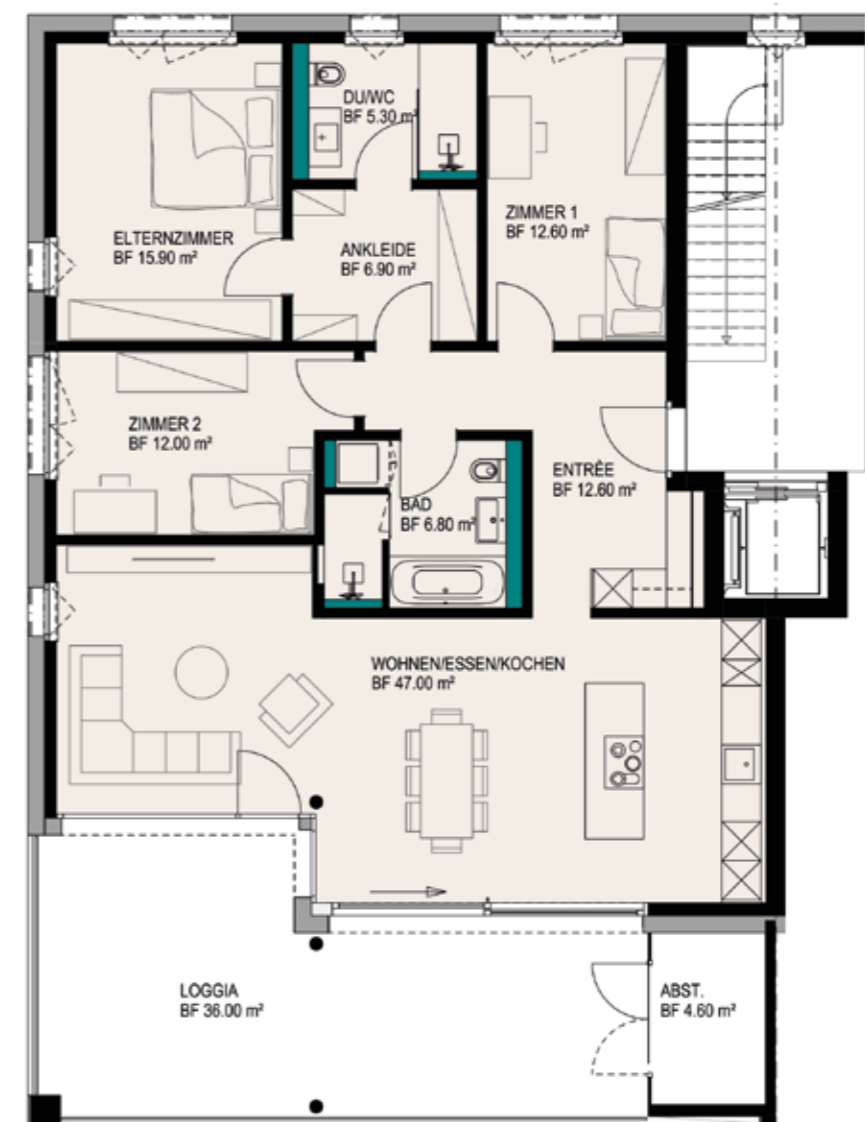 DU/WC
BF 5.30 m²
ZIMMER 1
BF 12.60 m²
ELTERNZIMMER
BF 15.90 m²
ANKLEIDE
BF 6.90 m²
ZIMMER 2
BF 12.00 m²
ENTRÊE
BF 12.60 m²
BAD
BF 6.80 m²
WOHNEN/ESSEN/KOCHEN
BF 47.00 m²
LOGGIA
BF 36.00 m²
ABST.
BF 4.60 m²